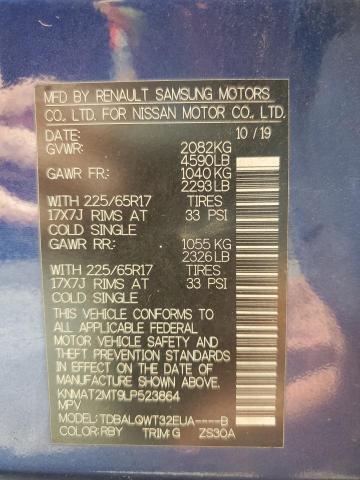 MFD BY RENAULT SAMSUNG MOTORS
CO., LTD. FOR NISSAN MOTOR CO., LTD.
DATE: 10/19
GVWR: 2082KG
4590LB
GAWR FR: 1040KG
2293LB
WITH 225/65R17 TIRES
17X7J RIMS AT 33 PSI
COLD SINGLE
GAWR RR: 1055KG
2326LB
WITH 225/65R17 TIRES
17X7J RIMS AT 33 PSI
COLD SINGLE
THIS VEHICLE CONFORMS TO
ALL APPLICABLE FEDERAL
MOTOR VEHICLE SAFETY AND
THEFT PREVENTION STANDARDS
IN EFFECT ON THE DATE OF
MANUFACTURE SHOWN ABOVE.
KNMAT2MT9LP523864
MPV
MODEL: TDBALQWT32EUA----B
COLOR:RBY TRIM:G ZS30A